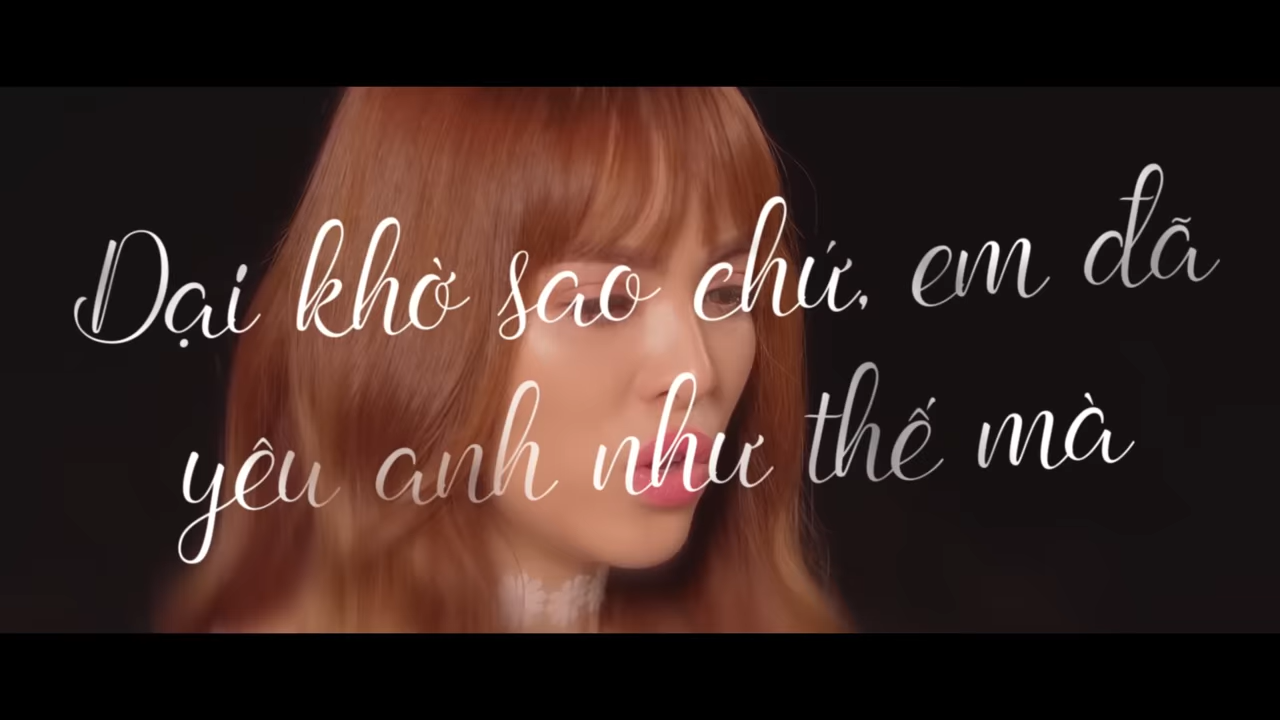 Dại khờ sao chứ, em đã
yêu anh như thế mà